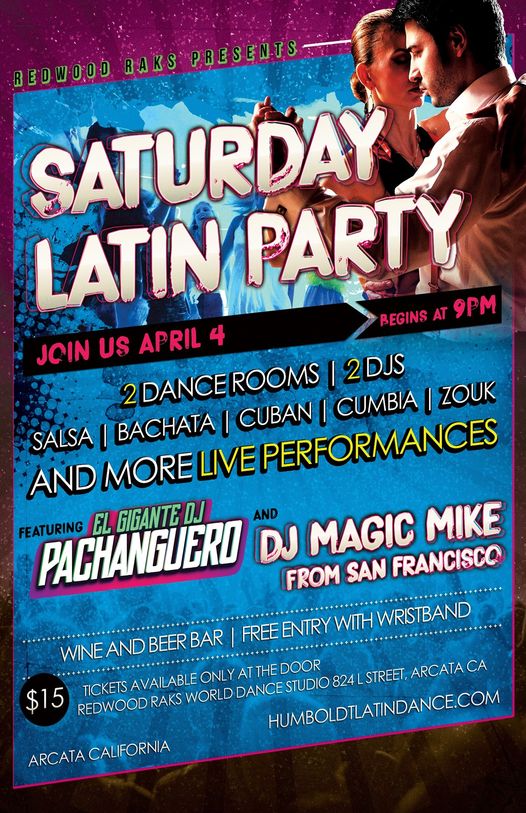 REDWOOD RAKS PRESENTS
SATURDAY
LATIN PARTY
JOIN US APRIL 4
BEGINS AT 9PM
2 DANCE ROOMS | 2 DJS
SALSA | BACHATA | CUBAN | CUMBIA | ZOUK
AND MORE LIVE PERFORMANCES
FEATURING EL GIGANTE DJ
PACHANGUERO
AND
DJ MAGIC MIKE
FROM SAN FRANCISCO
WINE AND BEER BAR | FREE ENTRY WITH WRISTBAND
$15
TICKETS AVAILABLE ONLY AT THE DOOR
REDWOOD RAKS WORLD DANCE STUDIO 824 L STREET, ARCATA CA
HUMBOLDTLATINDANCE.COM
ARCATA CALIFORNIA